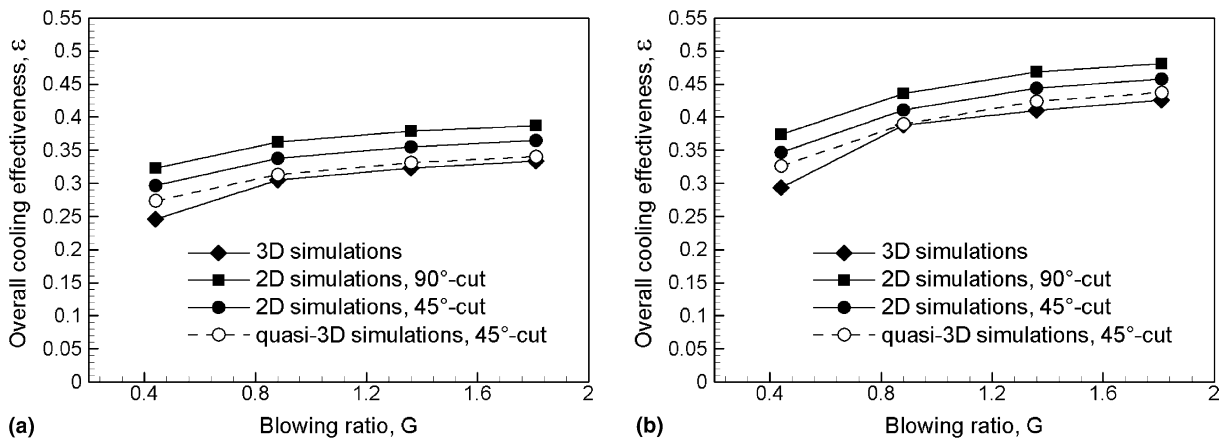 Overall cooling effectiveness, ε
0.55
0.5
0.45
0.4
0.35
0.3
0.25
0.2
0.15
0.1
0.05
0
3D simulations
2D simulations, 90°-cut
2D simulations, 45°-cut
quasi-3D simulations, 45°-cut
0.4
0.8
1.2
1.6
2
(a)
Blowing ratio, G
Overall cooling effectiveness, ε
0.55
0.5
0.45
0.4
0.35
0.3
0.25
0.2
0.15
0.1
0.05
0
3D simulations
2D simulations, 90°-cut
2D simulations, 45°-cut
quasi-3D simulations, 45°-cut
0.4
0.8
1.2
1.6
2
(b)
Blowing ratio, G